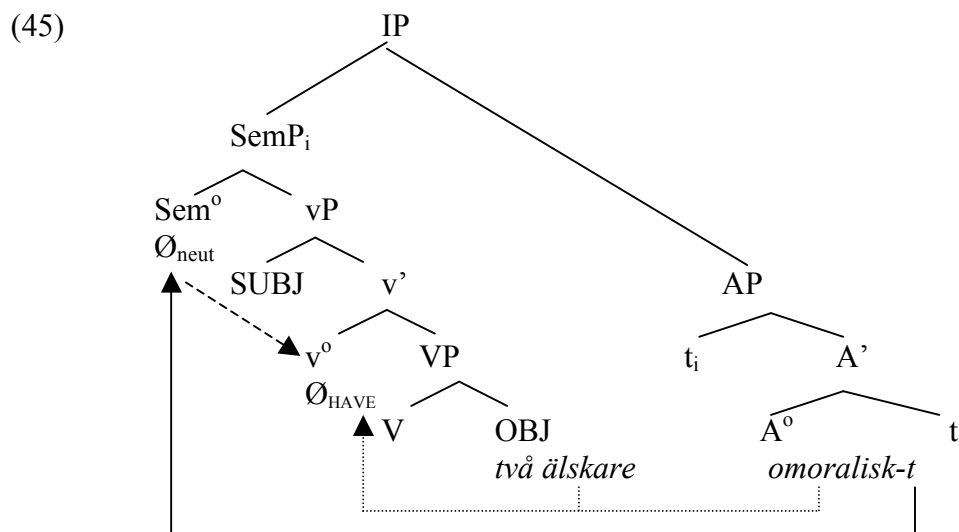 (45) IP
SemPᵢ
Semᵒ vP
Øneut SUBJ v’ AP
vᵒ VP tᵢ A’
ØHAVE V OBJ Aᵒ t
två älskare omoralisk-t